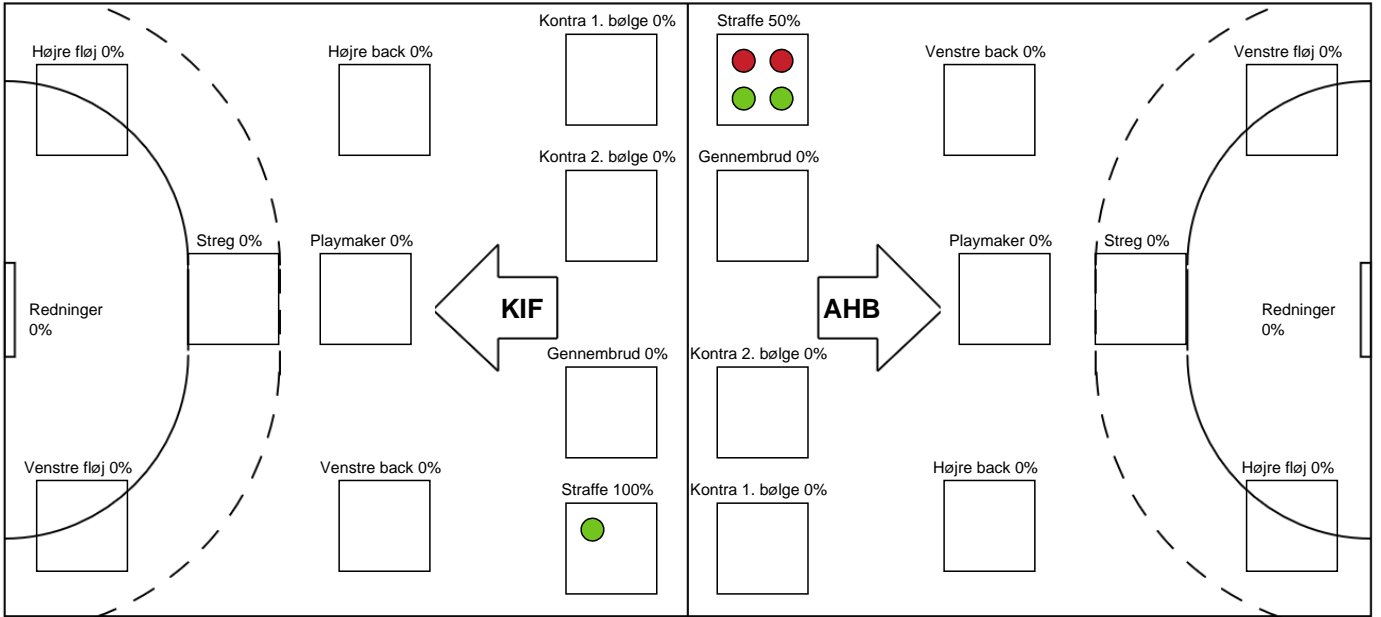 Kontra 1. bølge 0%
Straffe 50%
Højre fløj 0%
Højre back 0%
Venstre back 0%
Venstre fløj 0%
Kontra 2. bølge 0%
Gennembrud 0%
Streg 0%
Playmaker 0%
Playmaker 0%
Streg 0%
Redninger
0%
KIF
AHB
Redninger
0%
Gennembrud 0%
Kontra 2. bølge 0%
Venstre fløj 0%
Venstre back 0%
Højre back 0%
Højre fløj 0%
Straffe 100%
Kontra 1. bølge 0%